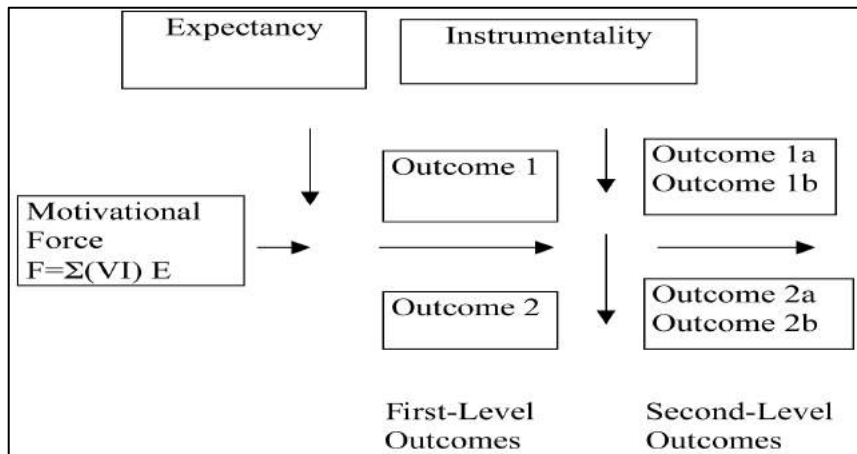 Expectancy
Instrumentality
Outcome 1
Outcome 1a
Outcome 1b
Motivational
Force
F=Σ(VI) E
Outcome 2
Outcome 2a
Outcome 2b
First-Level
Outcomes
Second-Level
Outcomes